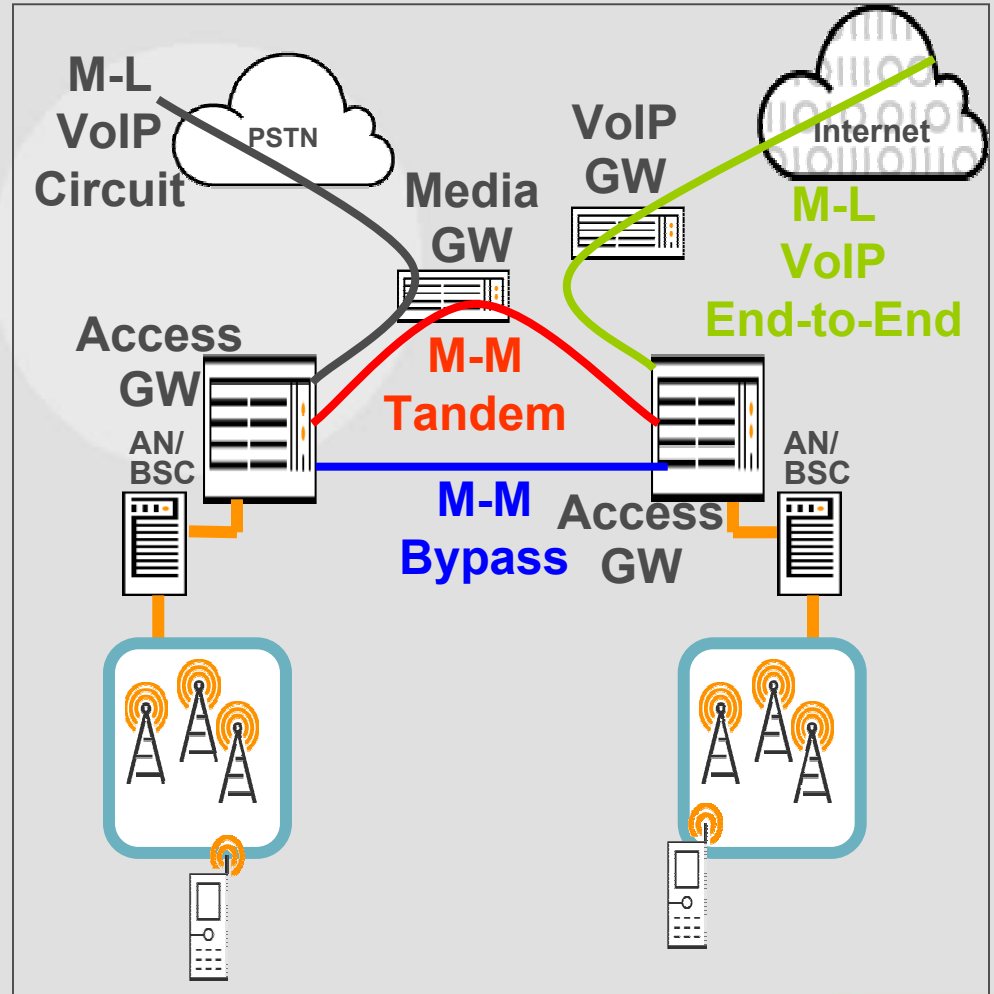 M-L
VoIP
Circuit
PSTN
Media
GW
VoIP
GW
Internet
M-L
VoIP
End-to-End
Access
GW
M-M
Tandem
AN/
BSC
AN/
BSC
M-M
Bypass
Access
GW